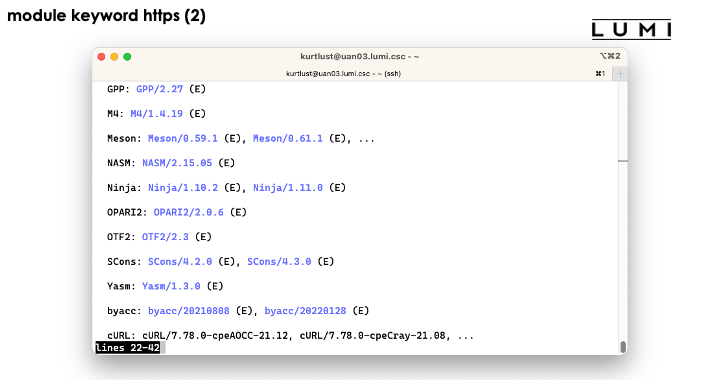 module keyword https (2)
LUMI
kurtlust@uan03.lumi.csc - ~
⌥⌘2
kurtlust@uan03.lumi.csc - ~ (ssh)
⌘1
+
GPP: GPP/2.27 (E)
M4: M4/1.4.19 (E)
Meson: Meson/0.59.1 (E), Meson/0.61.1 (E), ...
NASM: NASM/2.15.05 (E)
Ninja: Ninja/1.10.2 (E), Ninja/1.11.0 (E)
OPARI2: OPARI2/2.0.6 (E)
OTF2: OTF2/2.3 (E)
SCons: SCons/4.2.0 (E), SCons/4.3.0 (E)
Yasm: Yasm/1.3.0 (E)
byacc: byacc/20210808 (E), byacc/20220128 (E)
cURL: cURL/7.78.0-cpeAOCC-21.12, cURL/7.78.0-cpeCray-21.08, ...
lines 22-42